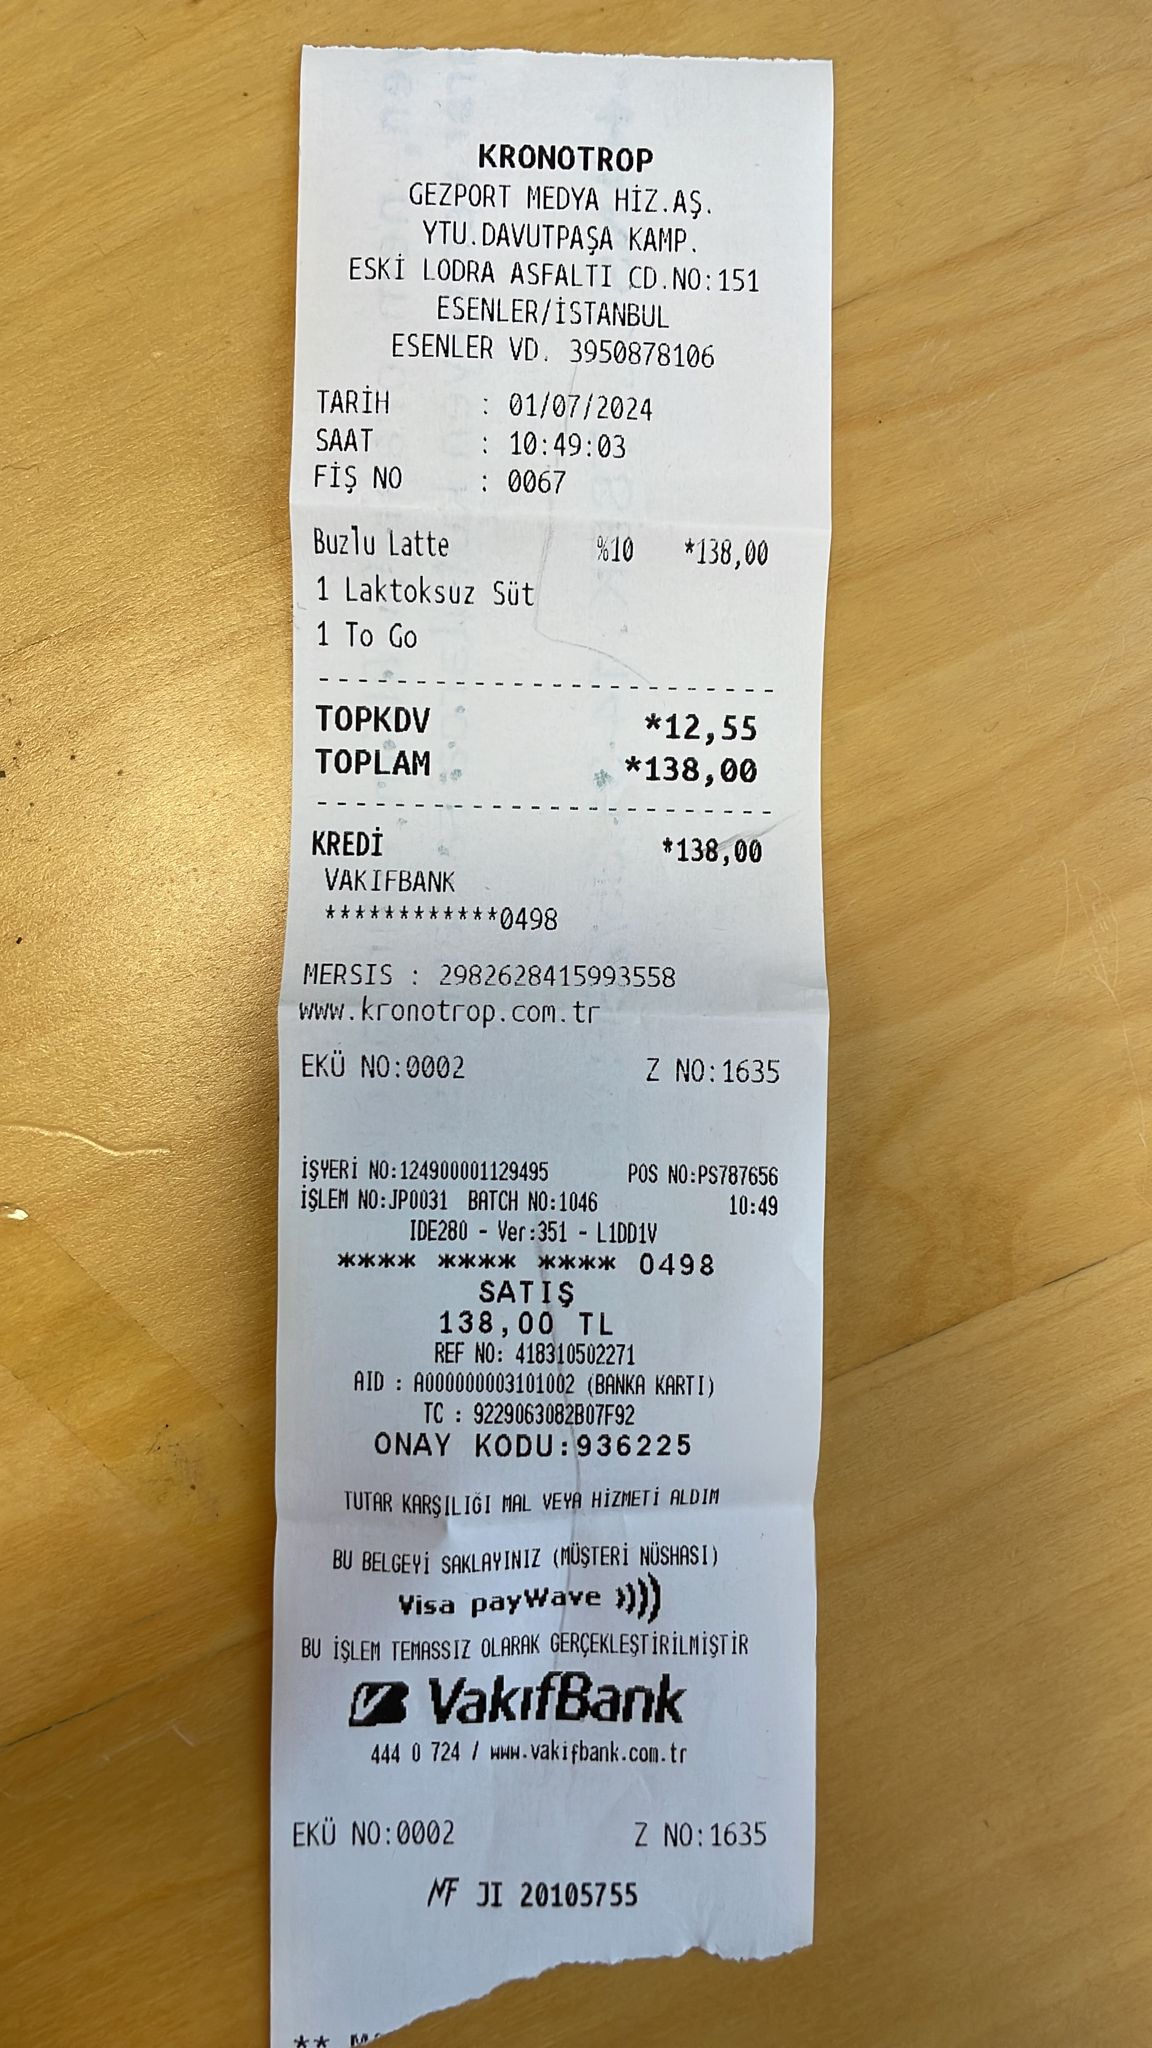 KRONOTROP
GEZPORT MEDYA HİZ.AŞ.
YTU.DAVUTPAŞA KAMP.
ESKİ LODRA ASFALTI CD.NO:151
ESENLER/İSTANBUL
ESENLER VD. 3950878106
TARİH : 01/07/2024
SAAT : 10:49:03
FİŞ NO : 0067
Buzlu Latte %10 *138,00
1 Laktoksuz Süt
1 To Go
TOPKDV *12,55
TOPLAM *138,00
KREDİ *138,00
VAKIFBANK
************0498
MERSIS : 2982628415993558
www.kronotrop.com.tr
EKÜ NO:0002 Z NO:1635
İŞYERİ NO:124900001129495 POS NO:PS787656
İŞLEM NO:JP0031 BATCH NO:1046 10:49
IDE280 - Ver:351 - L1DD1V
**** **** **** 0498
SATIŞ
138,00 TL
REF NO: 418310502271
AID : A000000003101002 (BANKA KARTI)
TC : 9229063082B07F92
ONAY KODU:936225
TUTAR KARŞILIĞI MAL VEYA HİZMETİ ALDIM
BU BELGEYİ SAKLAYINIZ (MÜŞTERİ NÜSHASI)
Visa payWave
BU İŞLEM TEMASSIZ OLARAK GERÇEKLEŞTİRİLMİŞTİR
VakıfBank
444 0 724 / www.vakifbank.com.tr
EKÜ NO:0002 Z NO:1635
MF JI 20105755
**